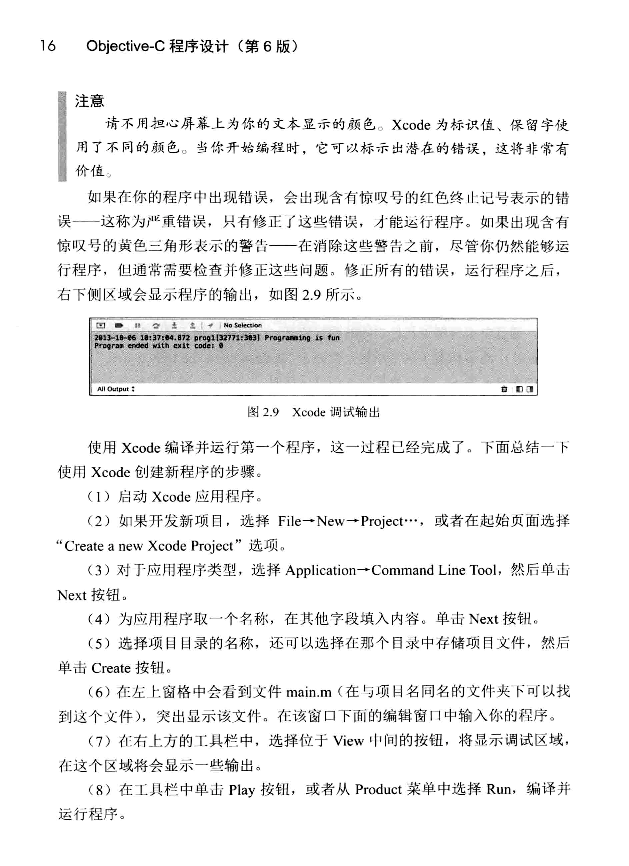 16 Objective-C 程序设计（第 6 版）
注意
请不用担心屏幕上为你的文本显示的颜色。Xcode 为标识值、保留字使
用了不同的颜色。当你开始编程时，它可以标示出潜在的错误，这将非常有
价值。
如果在你的程序中出现错误，会出现含有惊叹号的红色终止记号表示的错
误——这称为严重错误，只有修正了这些错误，才能运行程序。如果出现含有
惊叹号的黄色三角形表示的警告——在消除这些警告之前，尽管你仍然能够运
行程序，但通常需要检查并修正这些问题。修正所有的错误，运行程序之后，
右下侧区域会显示程序的输出，如图 2.9 所示。
No Selection
2013-10-06 10:37:04.872 prog1[32771:303] Programming is fun
Program ended with exit code: 0
All Output
图 2.9 Xcode 调试输出
使用 Xcode 编译并运行第一个程序，这一过程已经完成了。下面总结一下
使用 Xcode 创建新程序的步骤。
（1）启动 Xcode 应用程序。
（2）如果开发新项目，选择 File→New→Project…，或者在起始页面选择
“Create a new Xcode Project”选项。
（3）对于应用程序类型，选择 Application→Command Line Tool，然后单击
Next 按钮。
（4）为应用程序取一个名称，在其他字段填入内容。单击 Next 按钮。
（5）选择项目目录的名称，还可以选择在那个目录中存储项目文件，然后
单击 Create 按钮。
（6）在左上窗格中会看到文件 main.m（在与项目名同名的文件夹下可以找
到这个文件），突出显示该文件。在该窗口下面的编辑窗口中输入你的程序。
（7）在右上方的工具栏中，选择位于 View 中间的按钮，将显示调试区域，
在这个区域将会显示一些输出。
（8）在工具栏中单击 Play 按钮，或者从 Product 菜单中选择 Run，编译并
运行程序。